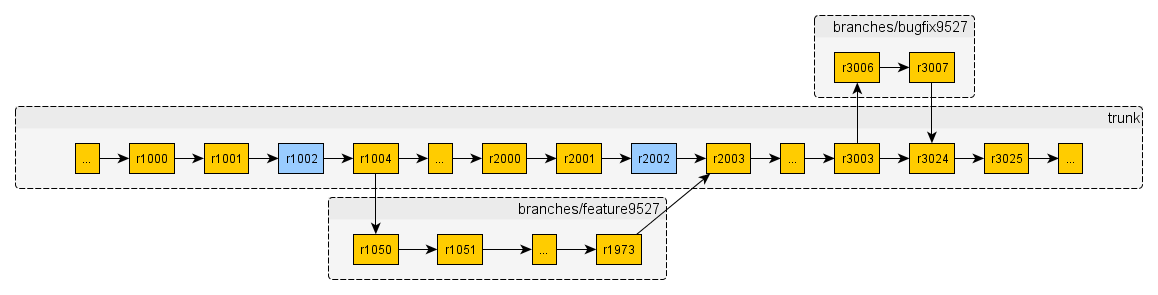 branches/bugfix9527
r3006 r3007
trunk
... r1000 r1001 r1002 r1004 ... r2000 r2001 r2002 r2003 ... r3003 r3024 r3025 ...
branches/feature9527
r1050 r1051 ... r1973